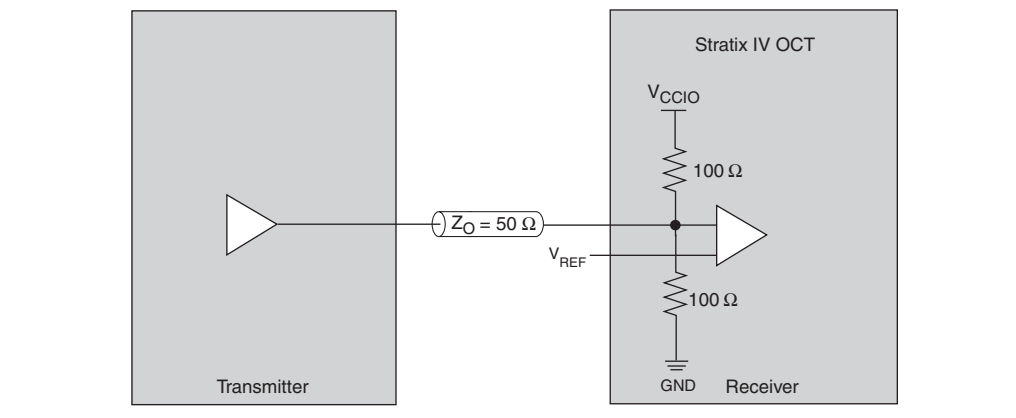 Stratix IV OCT
VCCIO
100 Ω
ZO = 50 Ω
VREF
100 Ω
GND
Transmitter
Receiver